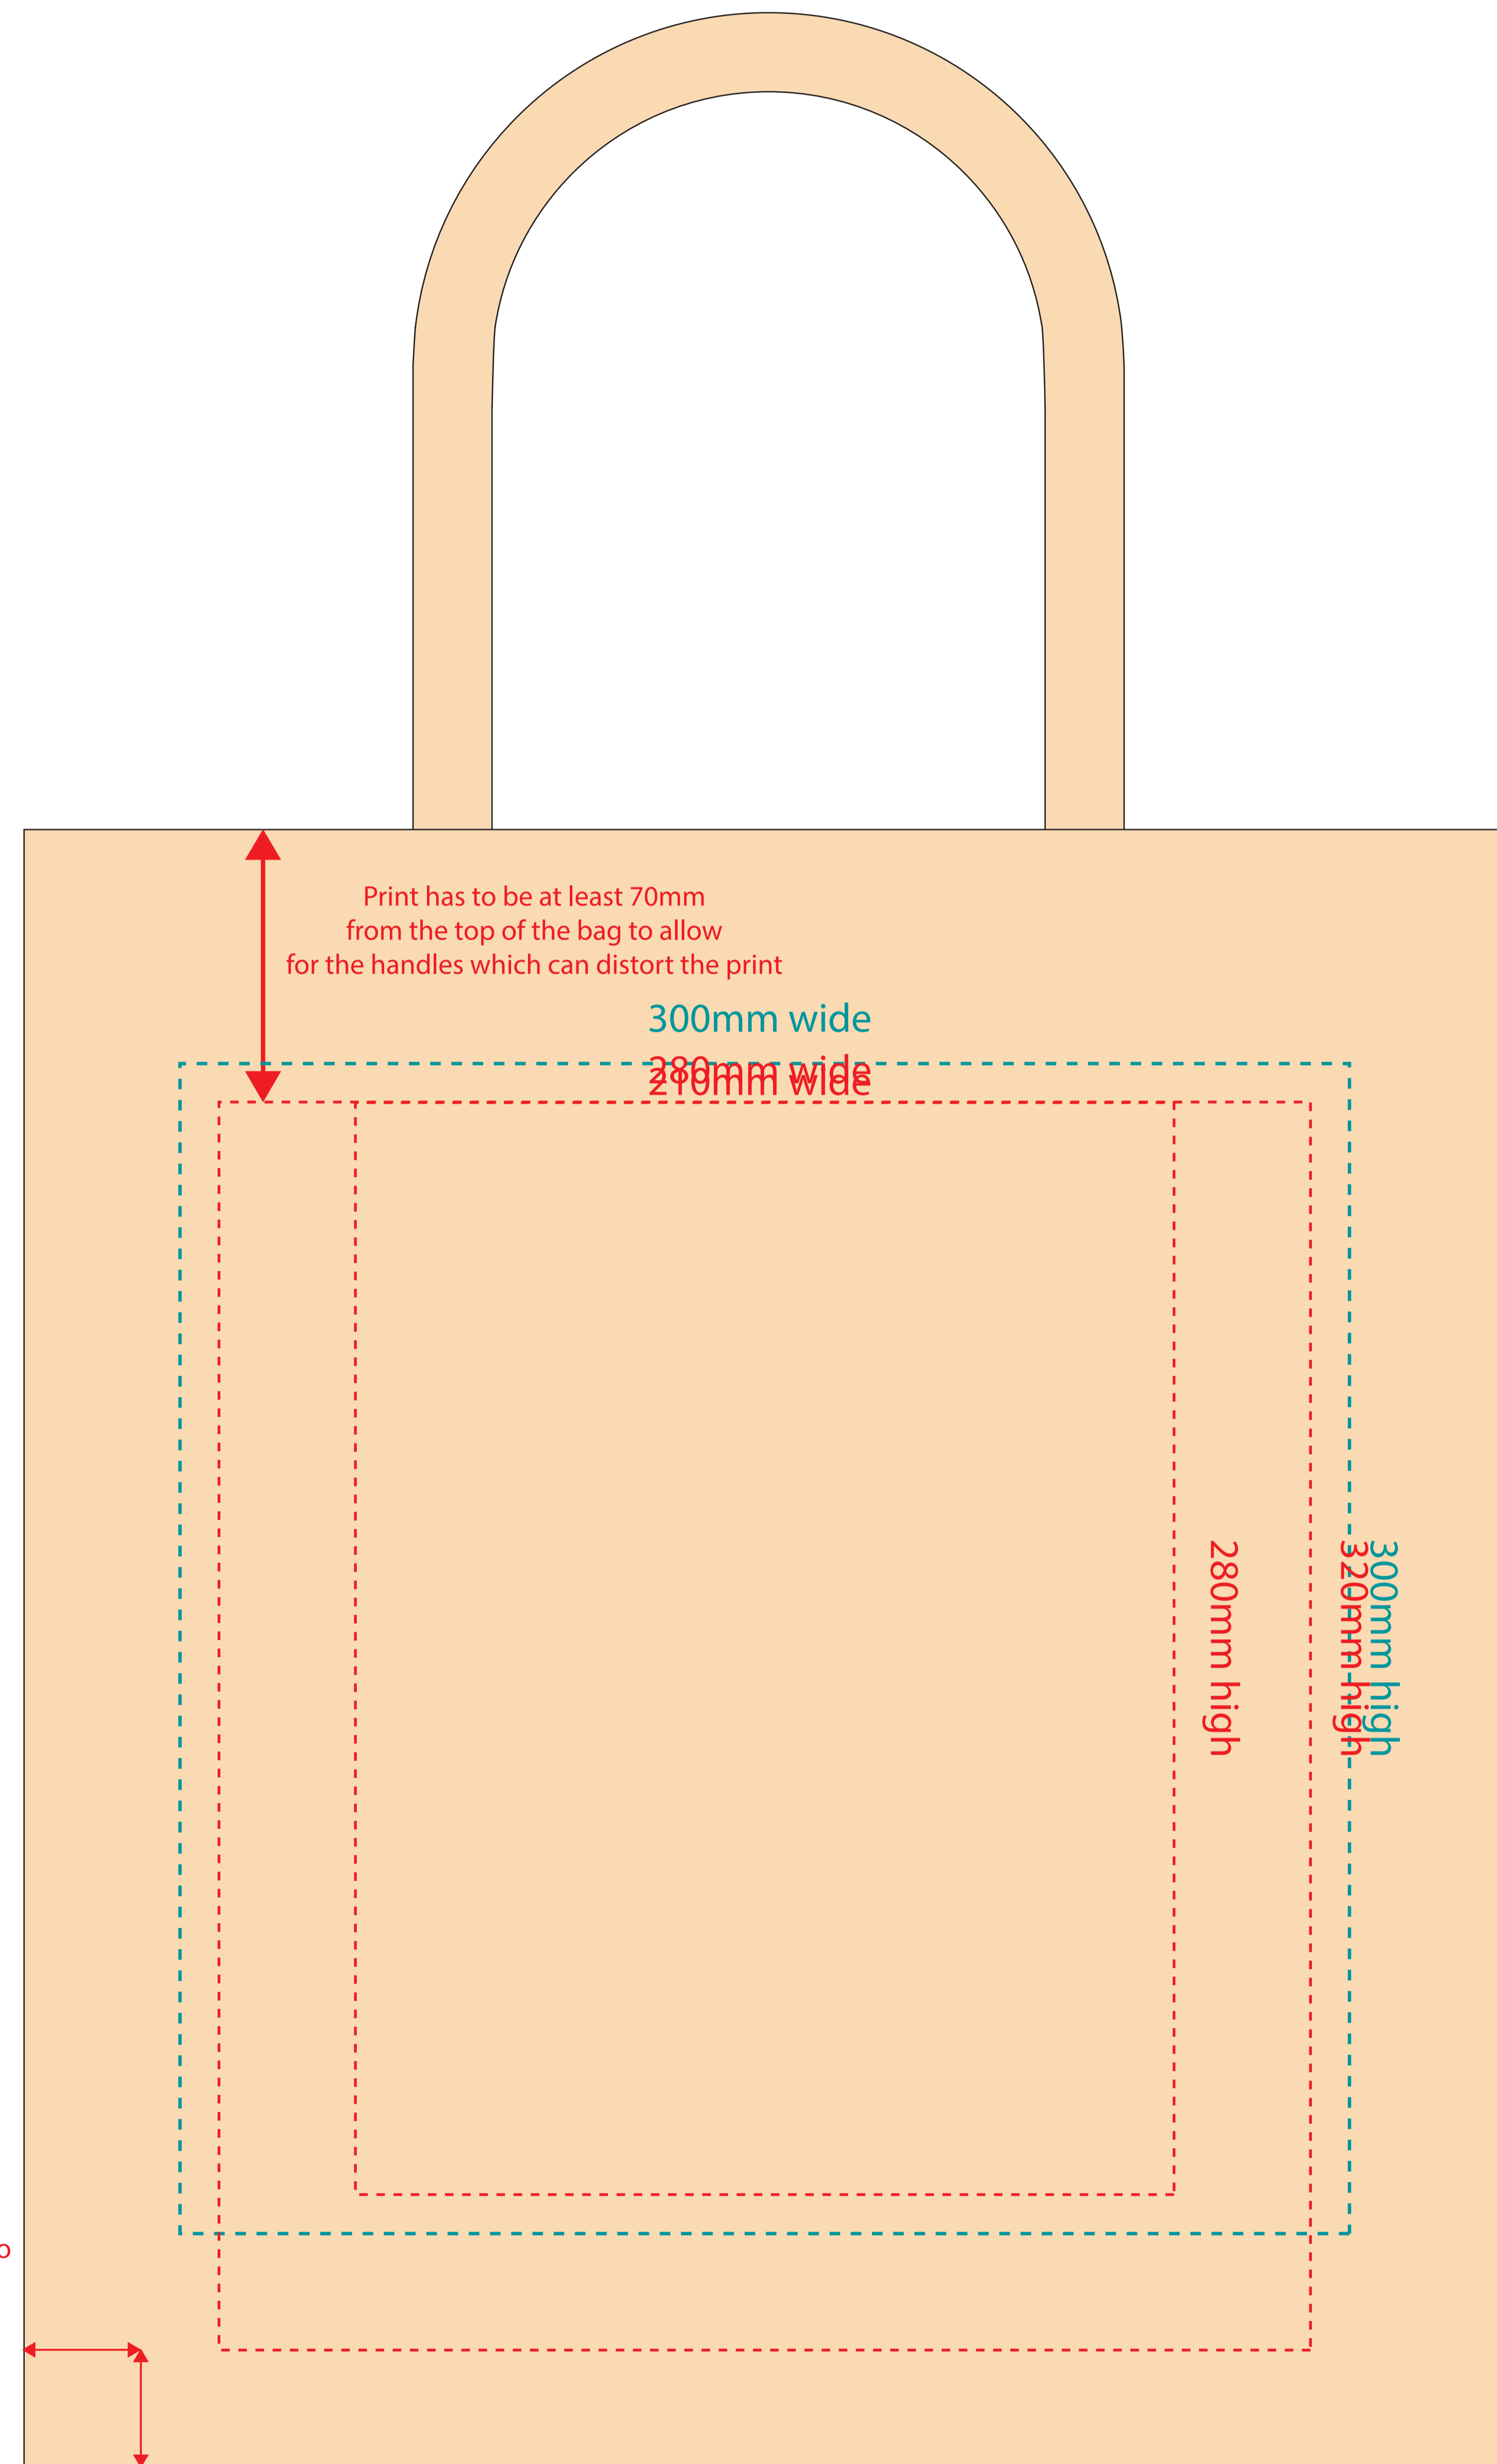 Print has to be at least 70mm
from the top of the bag to allow
for the handles which can distort the print
300mm wide
280mm wide
210mm wide
280mm high
320mm high
300mm high
o